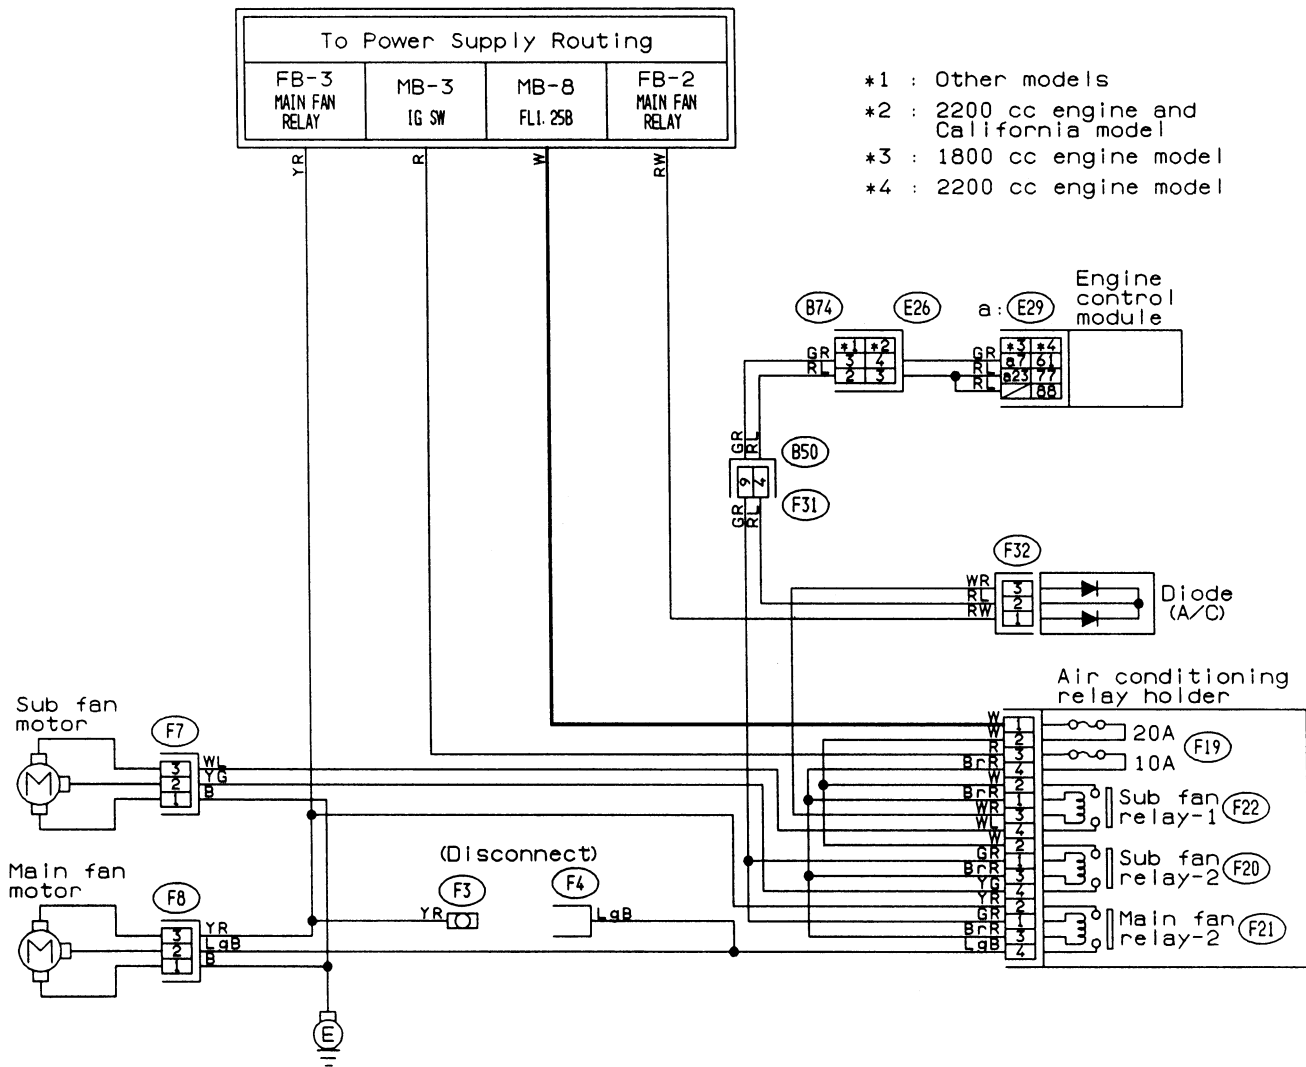 To Power Supply Routing
FB-3
MAIN FAN
RELAY
MB-3
IG SW
MB-8
FL1.25B
FB-2
MAIN FAN
RELAY
YR
R
W
RW
*1 : Other models
*2 : 2200 cc engine and
California model
*3 : 1800 cc engine model
*4 : 2200 cc engine model
Engine
control
module
B74
E26
a: E29
GR
RL
*1 *2
3 4
2 3
GR
RL
RL
*3 *4
a7 61
a23 77
88
GR
RL
B50
9 4
F31
GR
RL
F32
WR
RL
RW
3
2
1
Diode
(A/C)
Air conditioning
relay holder
W 1
W 2
20A
R 3
BrR 4
10A
F19
W 2
BrR 1
WR 3
WL 4
Sub fan
relay-1
F22
W 2
GR 1
BrR 3
YG 4
Sub fan
relay-2
F20
YR 2
GR 1
BrR 3
LgB 4
Main fan
relay-2
F21
Sub fan
motor
M
F7
3 WL
2 YG
1 B
Main fan
motor
M
F8
3 YR
2 LgB
1 B
(Disconnect)
F3
YR
F4
LgB
E